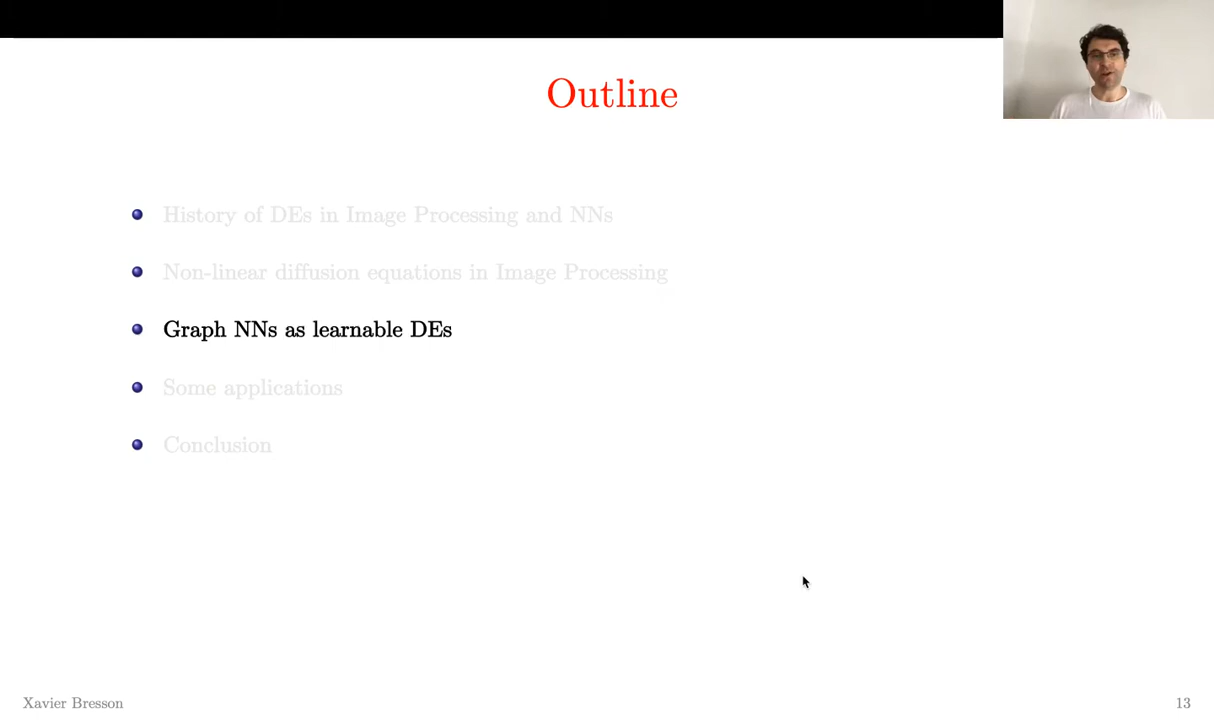 Outline
History of DEs in Image Processing and NNs
Non-linear diffusion equations in Image Processing
Graph NNs as learnable DEs
Some applications
Conclusion
Xavier Bresson
13